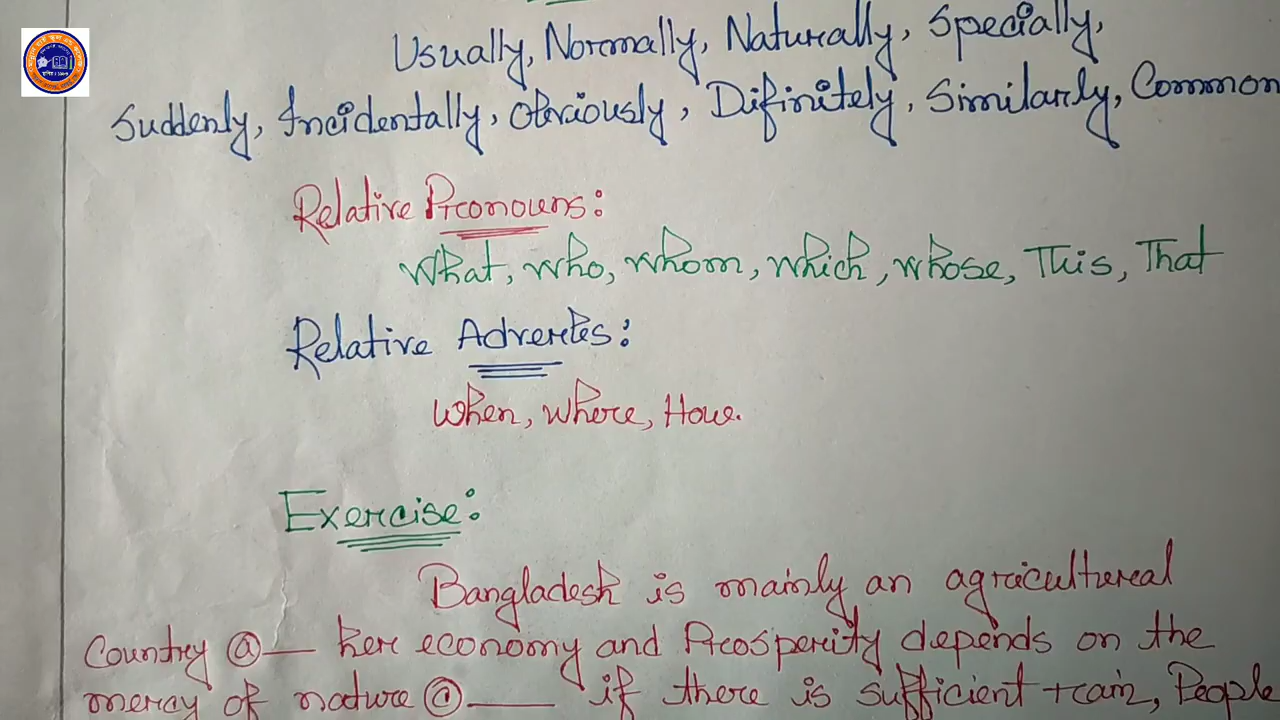 Usually, Normally, Naturally, Specially,
Suddenly, Incidentally, Obviously, Difinitely, Similarly, Common
Relative Pronouns:
What, who, whom, which, whose, This, That
Relative Adverbs:
When, where, How.
Exercise:
Bangladesh is mainly an agricultural
Country @ __ her economy and Prosperity depends on the
mercy of nature @ ____ if there is sufficient rain, People